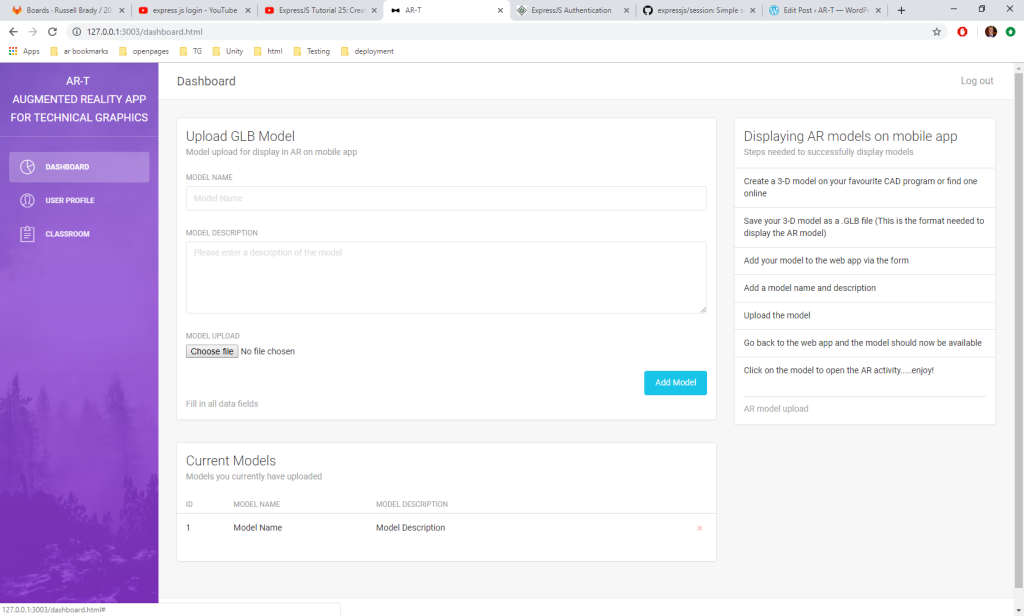 Boards · Russell Brady / 20
express js login - YouTube
ExpressJS Tutorial 25: Crea
AR-T
ExpressJS Authentication
expressjs/session: Simple s
Edit Post ‹ AR-T — WordPr
127.0.0.1:3003/dashboard.html
Apps
ar bookmarks
openpages
TG
Unity
html
Testing
deployment
AR-T
AUGMENTED REALITY APP
FOR TECHNICAL GRAPHICS
DASHBOARD
USER PROFILE
CLASSROOM
Dashboard
Log out
Upload GLB Model
Model upload for display in AR on mobile app
MODEL NAME
Model Name
MODEL DESCRIPTION
Please enter a description of the model
MODEL UPLOAD
Choose file No file chosen
Add Model
Fill in all data fields
Current Models
Models you currently have uploaded
ID MODEL NAME MODEL DESCRIPTION
1 Model Name Model Description ×
Displaying AR models on mobile app
Steps needed to successfully display models
Create a 3-D model on your favourite CAD program or find one
online
Save your 3-D model as a .GLB file (This is the format needed to
display the AR model)
Add your model to the web app via the form
Add a model name and description
Upload the model
Go back to the web app and the model should now be available
Click on the model to open the AR activity.....enjoy!
AR model upload
127.0.0.1:3003/dashboard.html#